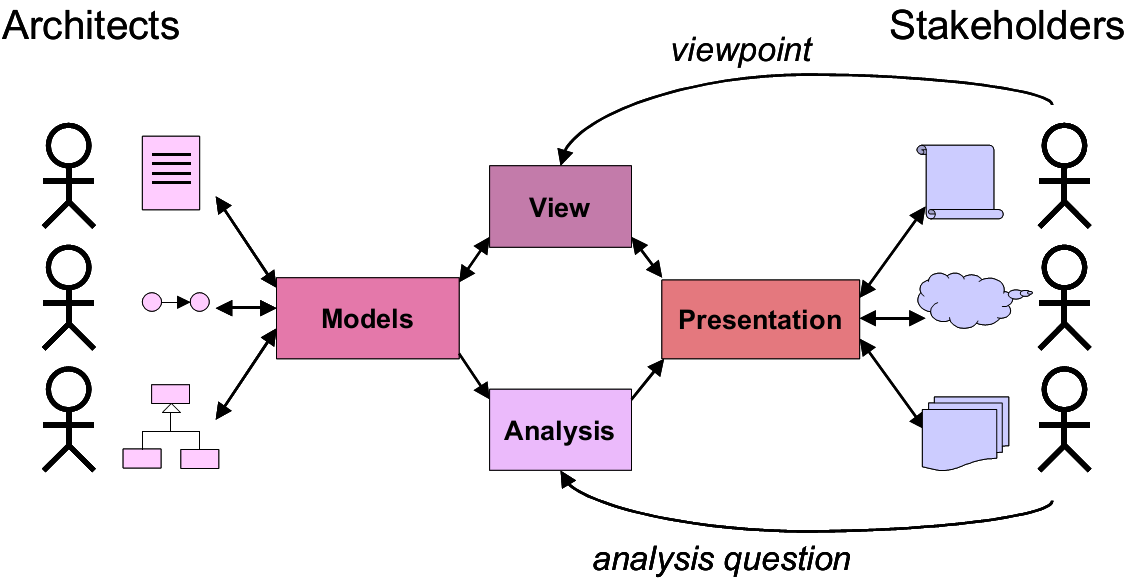 Architects
Stakeholders
viewpoint
View
Models
Presentation
Analysis
analysis question